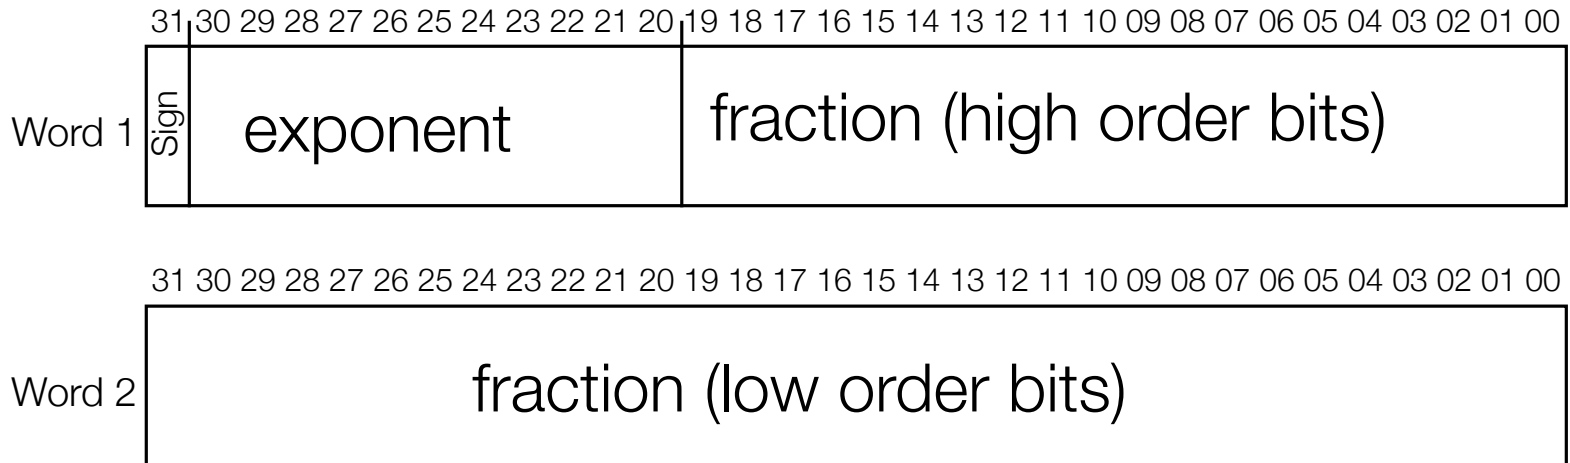 31 30 29 28 27 26 25 24 23 22 21 20 19 18 17 16 15 14 13 12 11 10 09 08 07 06 05 04 03 02 01 00
Word 1 Sign exponent fraction (high order bits)
31 30 29 28 27 26 25 24 23 22 21 20 19 18 17 16 15 14 13 12 11 10 09 08 07 06 05 04 03 02 01 00
Word 2 fraction (low order bits)